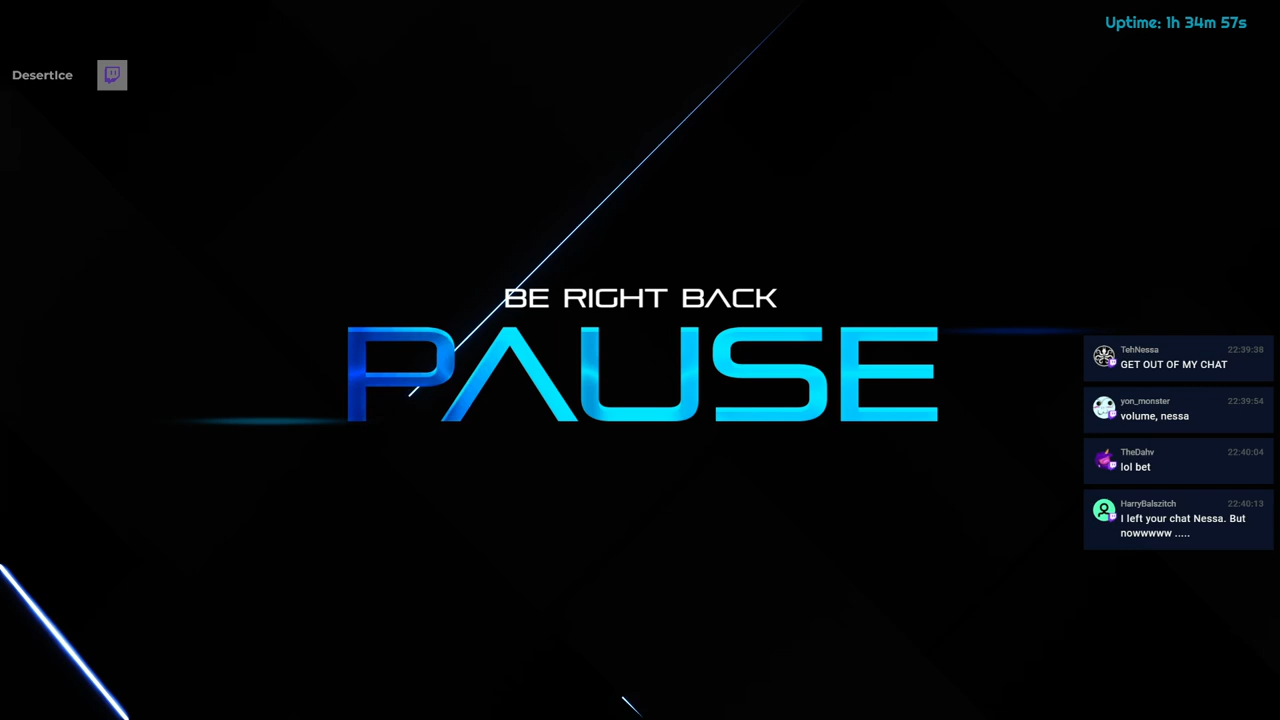 Uptime: 1h 34m 57s
DesertIce
BE RIGHT BACK
PAUSE
TehNessa 22:39:38
GET OUT OF MY CHAT
yon_monster 22:39:54
volume, nessa
TheDahv 22:40:04
lol bet
HarryBalszitch 22:40:13
I left your chat Nessa. But
nowwwww .....